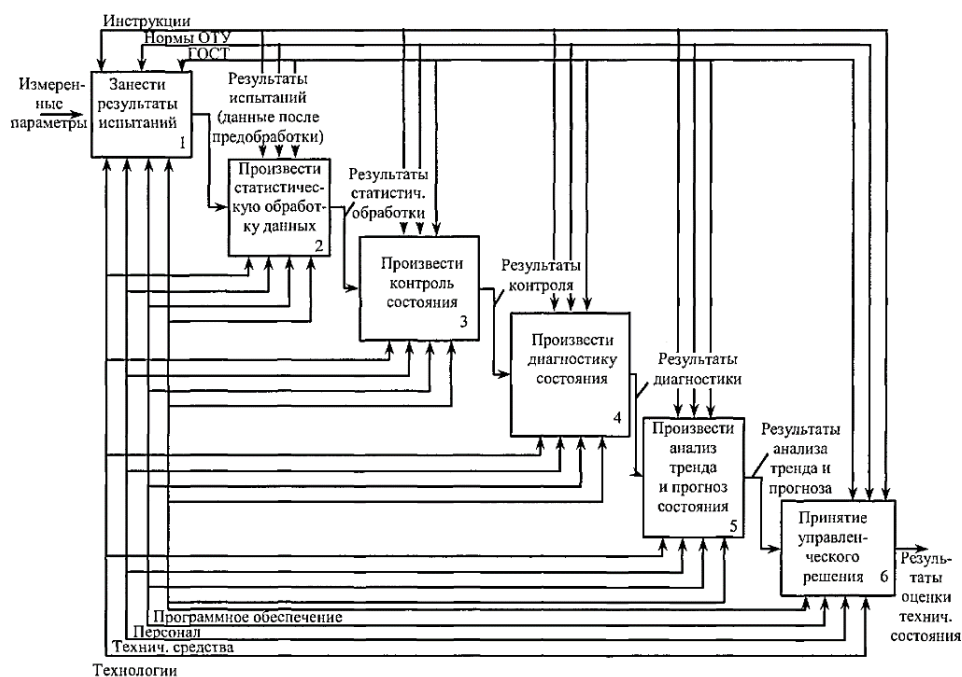 Инструкции
Нормы ОТУ
ГОСТ
Измерен-
ные
параметры
Занести
результаты
испытаний
1
Результаты
испытаний
(данные после
предобработки)
Произвести
статистичес-
кую обработ-
ку данных
2
Результаты
статистич.
обработки
Произвести
контроль
состояния
3
Результаты
контроля
Произвести
диагностику
состояния
4
Результаты
диагностики
Произвести
анализ
тренда
и прогноз
состояния
5
Результаты
анализа
тренда и
прогноза
Принятие
управлен-
ческого
решения
6
Резуль-
таты
оценки
технич.
состояния
Программное обеспечение
Персонал
Технич. средства
Технологии